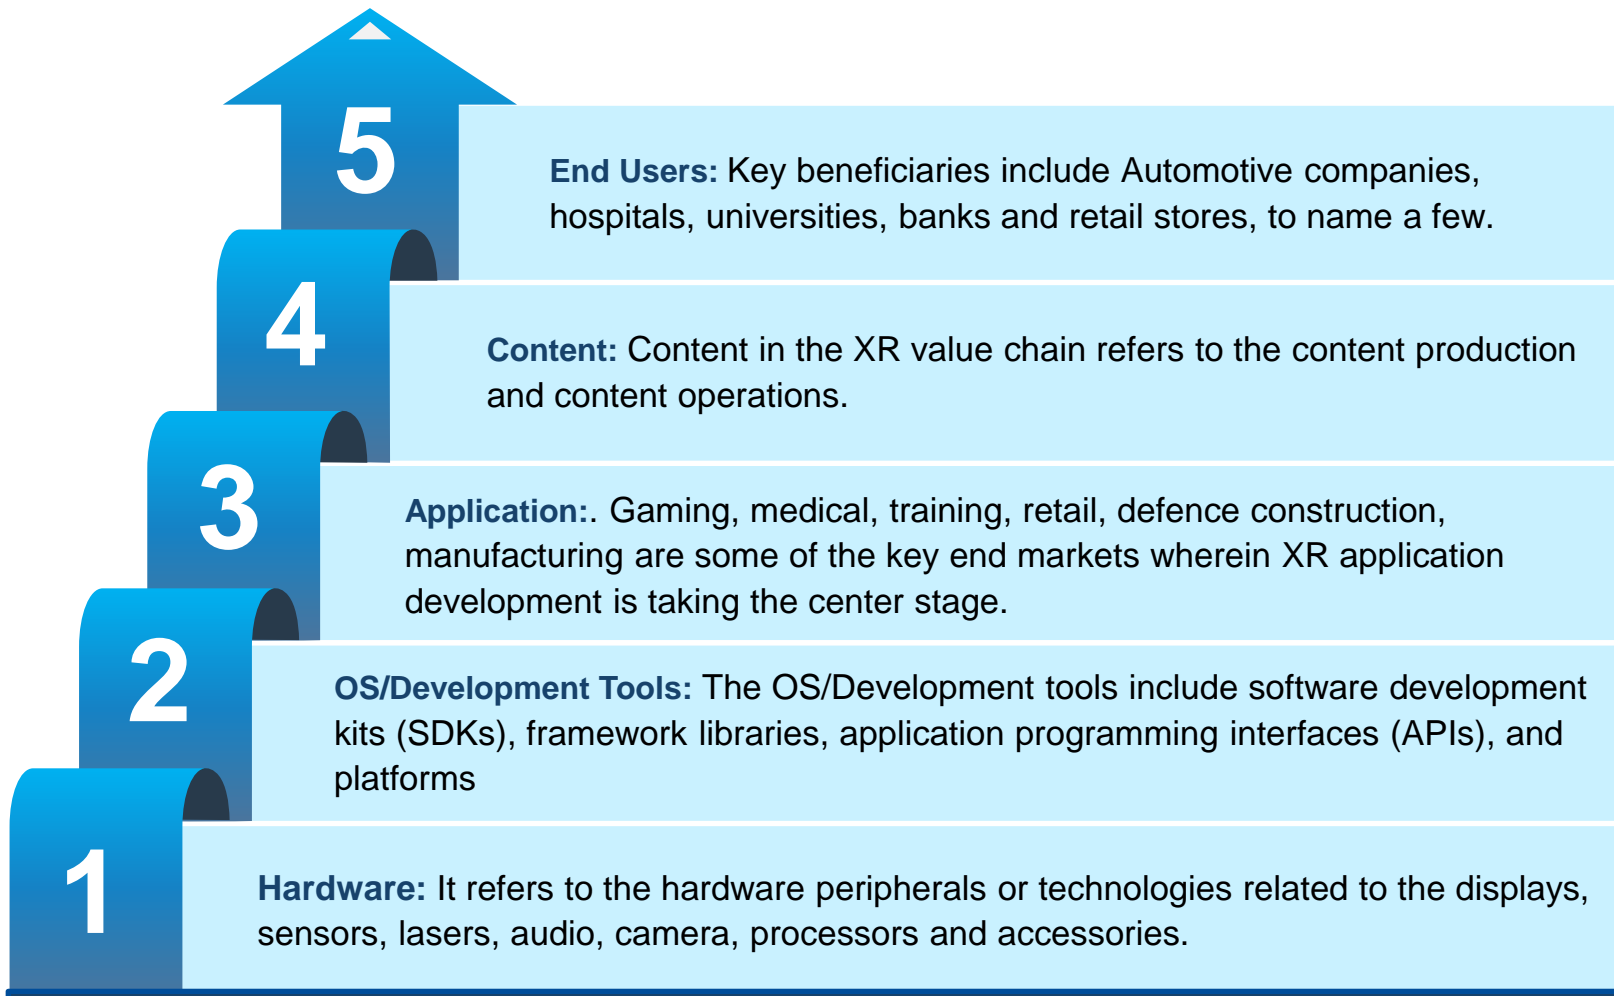 5
End Users: Key beneficiaries include Automotive companies,
hospitals, universities, banks and retail stores, to name a few.
4
Content: Content in the XR value chain refers to the content production
and content operations.
3
Application:. Gaming, medical, training, retail, defence construction,
manufacturing are some of the key end markets wherein XR application
development is taking the center stage.
2
OS/Development Tools: The OS/Development tools include software development
kits (SDKs), framework libraries, application programming interfaces (APIs), and
platforms
1
Hardware: It refers to the hardware peripherals or technologies related to the displays,
sensors, lasers, audio, camera, processors and accessories.